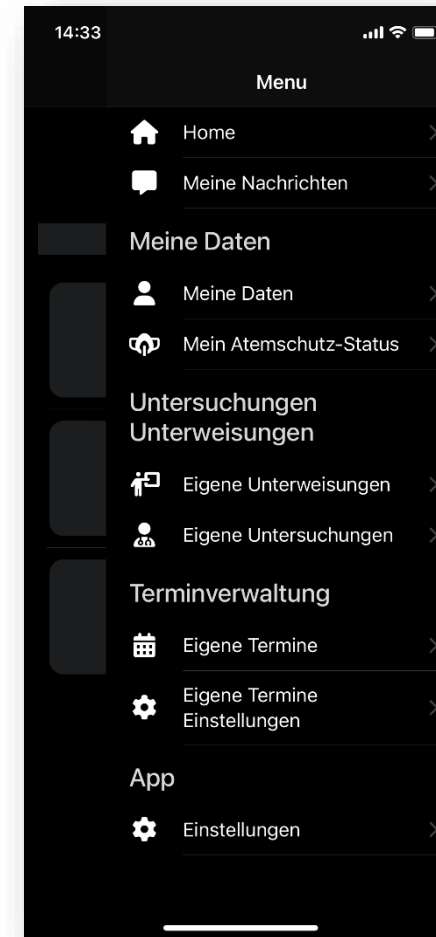 14:33
Menu
Home
Meine Nachrichten
Meine Daten
Meine Daten
Mein Atemschutz-Status
Untersuchungen
Unterweisungen
Eigene Unterweisungen
Eigene Untersuchungen
Terminverwaltung
Eigene Termine
Eigene Termine
Einstellungen
App
Einstellungen